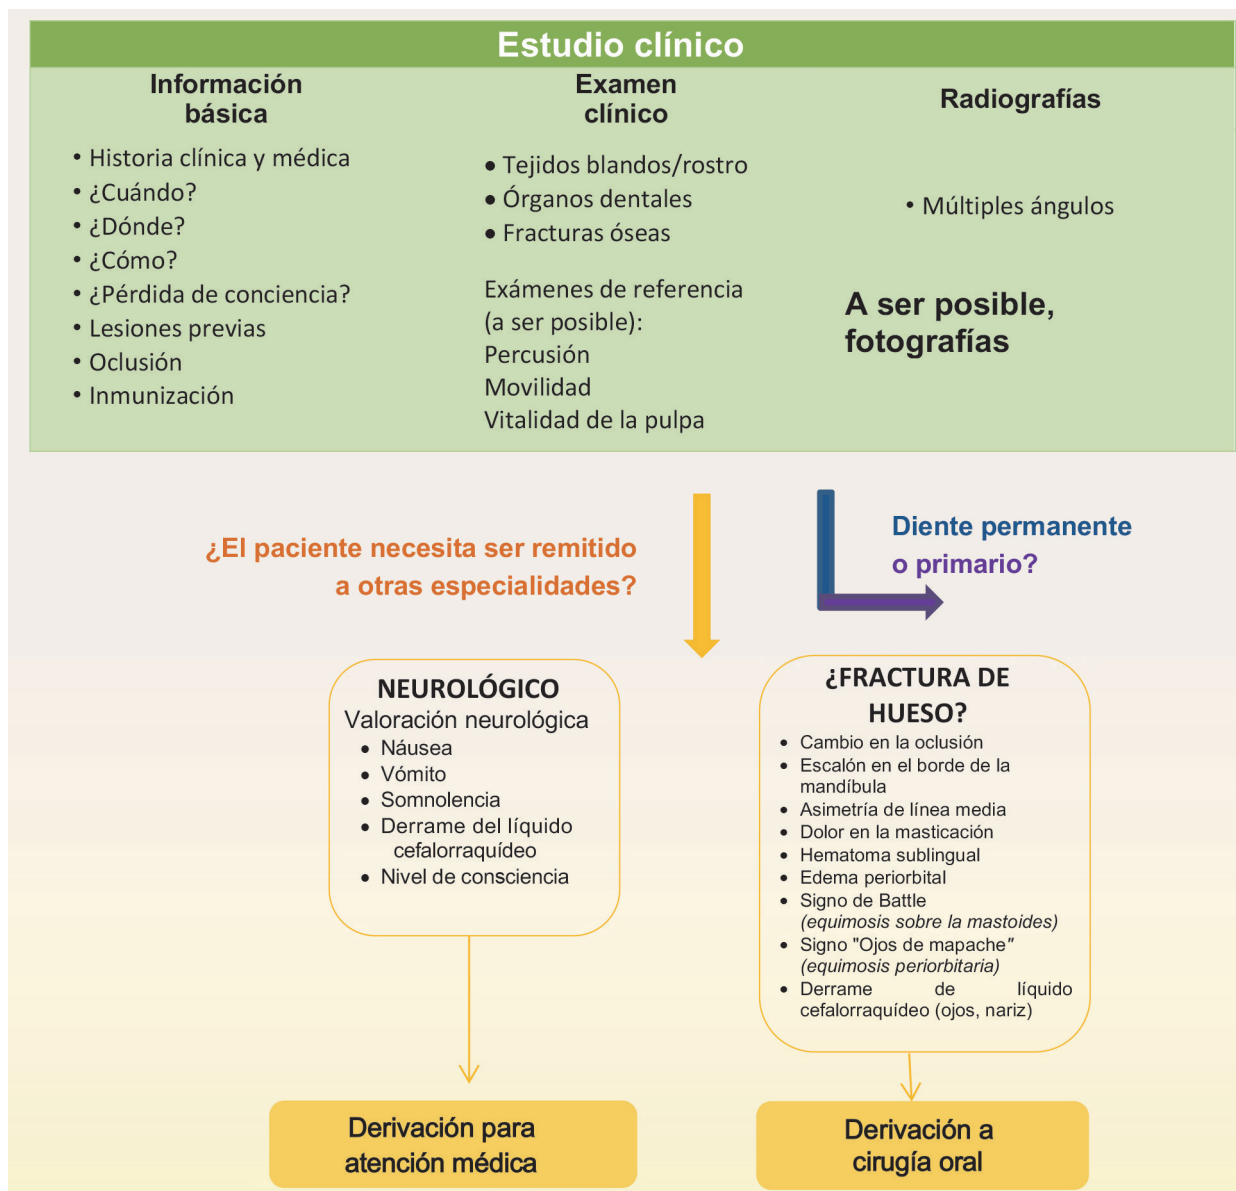 Estudio clínico
Información
básica
• Historia clínica y médica
• ¿Cuándo?
• ¿Dónde?
• ¿Cómo?
• ¿Pérdida de conciencia?
• Lesiones previas
• Oclusión
• Inmunización
Examen
clínico
• Tejidos blandos/rostro
• Órganos dentales
• Fracturas óseas
Exámenes de referencia
(a ser posible):
Percusión
Movilidad
Vitalidad de la pulpa
Radiografías
• Múltiples ángulos
A ser posible,
fotografías
¿El paciente necesita ser remitido
a otras especialidades?
Diente permanente
o primario?
NEUROLÓGICO
Valoración neurológica
• Náusea
• Vómito
• Somnolencia
• Derrame del líquido
cefalorraquídeo
• Nivel de consciencia
Derivación para
atención médica
¿FRACTURA DE
HUESO?
• Cambio en la oclusión
• Escalón en el borde de la
mandíbula
• Asimetría de línea media
• Dolor en la masticación
• Hematoma sublingual
• Edema periorbital
• Signo de Battle
(equimosis sobre la mastoides)
• Signo "Ojos de mapache"
(equimosis periorbitaria)
• Derrame de líquido
cefalorraquídeo (ojos, nariz)
Derivación a
cirugía oral